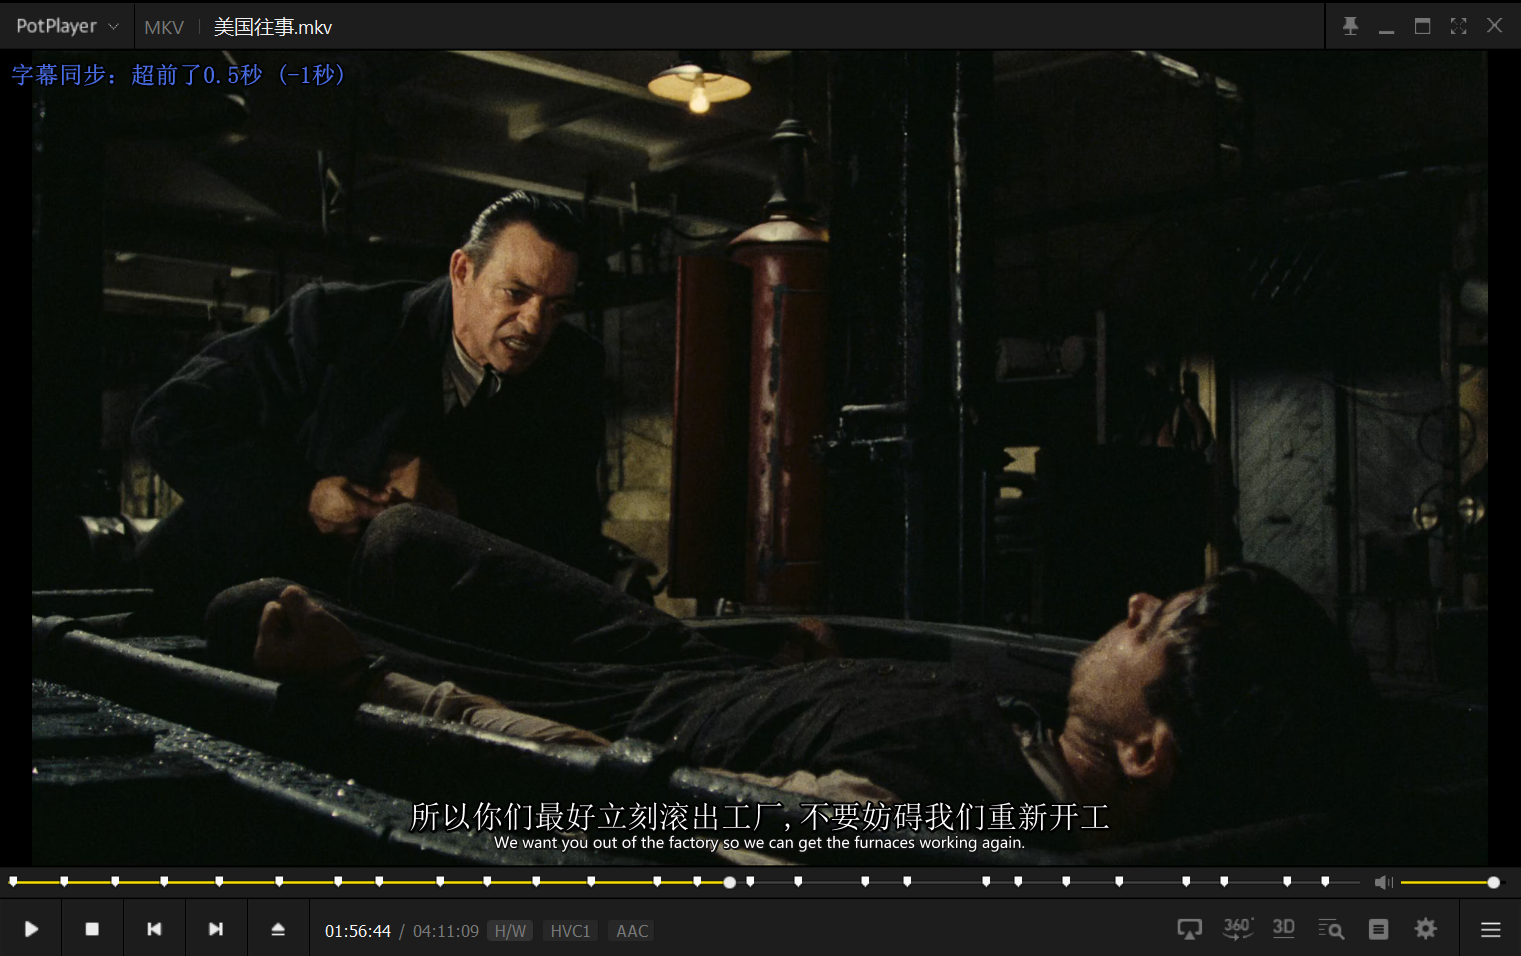 PotPlayer MKV 美国往事.mkv
字幕同步：超前了0.5秒 (-1秒)
所以你们最好立刻滚出工厂,不要妨碍我们重新开工
We want you out of the factory so we can get the furnaces working again.
01:56:44 / 04:11:09 H/W HVC1 AAC 360° 3D